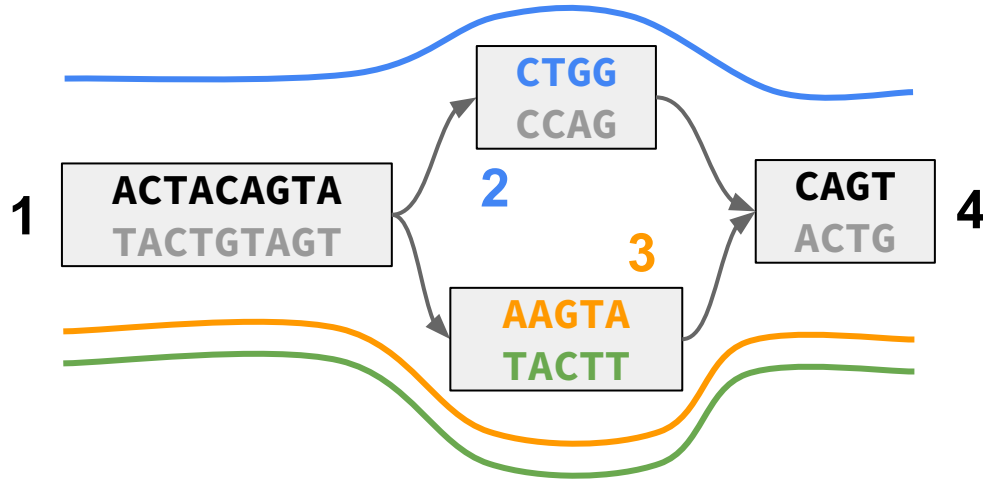 1
ACTACAGTA
TACTGTAGT
CTGG
CCAG
2
3
AAGTA
TACTT
CAGT
ACTG
4